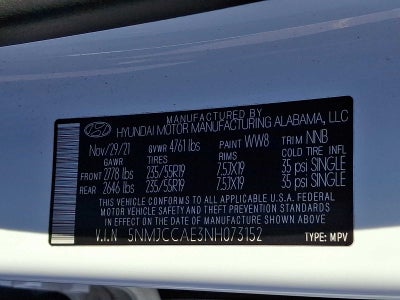 MANUFACTURED BY
HYUNDAI MOTOR MANUFACTURING ALABAMA, LLC
Nov/29/21 GVWR 4761 lbs PAINT WW8 TRIM NNB
GAWR TIRES RIMS COLD TIRE INFL
FRONT 2778 lbs 235/55R19 7.5JX19 35 psi SINGLE
REAR 2646 lbs 235/55R19 7.5JX19 35 psi SINGLE
THIS VEHICLE CONFORMS TO ALL APPLICABLE U.S.A. FEDERAL
MOTOR VEHICLE SAFETY AND THEFT PREVENTION STANDARDS
IN EFFECT ON THE DATE OF MANUFACTURE SHOWN ABOVE
V.I.N 5NMJCCAE3NH073152 TYPE: MPV